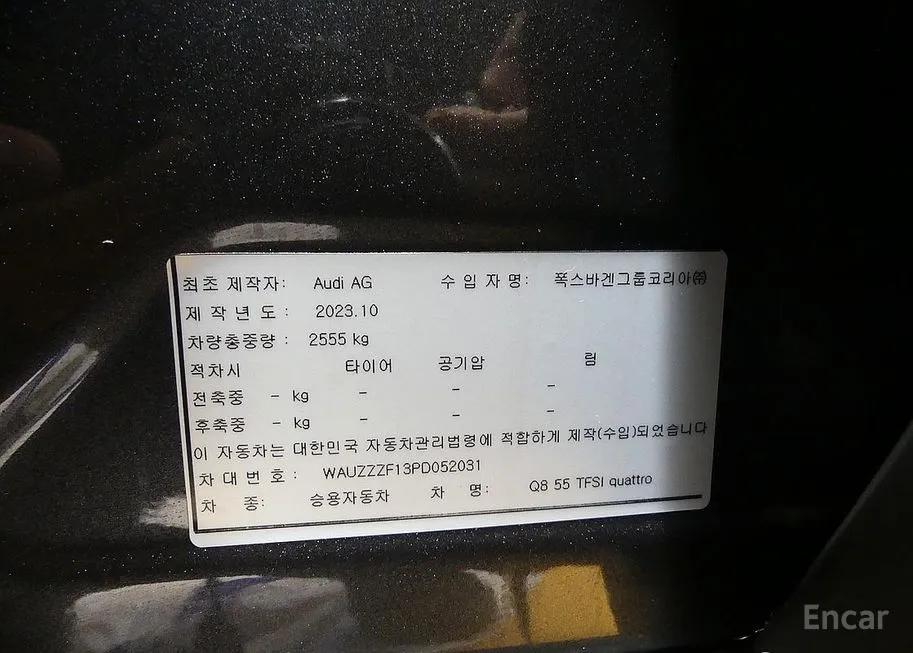 최초 제작자: Audi AG 수 입 자 명: 폭스바겐그룹코리아㈜
제 작 년 도 : 2023.10
차량총중량 : 2555 kg
적차시 타이어 공기압 림
전축중 - kg - - -
후축중 - kg - - -
이 자동차는 대한민국 자동차관리법령에 적합하게 제작(수입)되었습니다
차 대 번 호 : WAUZZZF13PD052031
차 종: 승용자동차 차 명: Q8 55 TFSI quattro
Encar